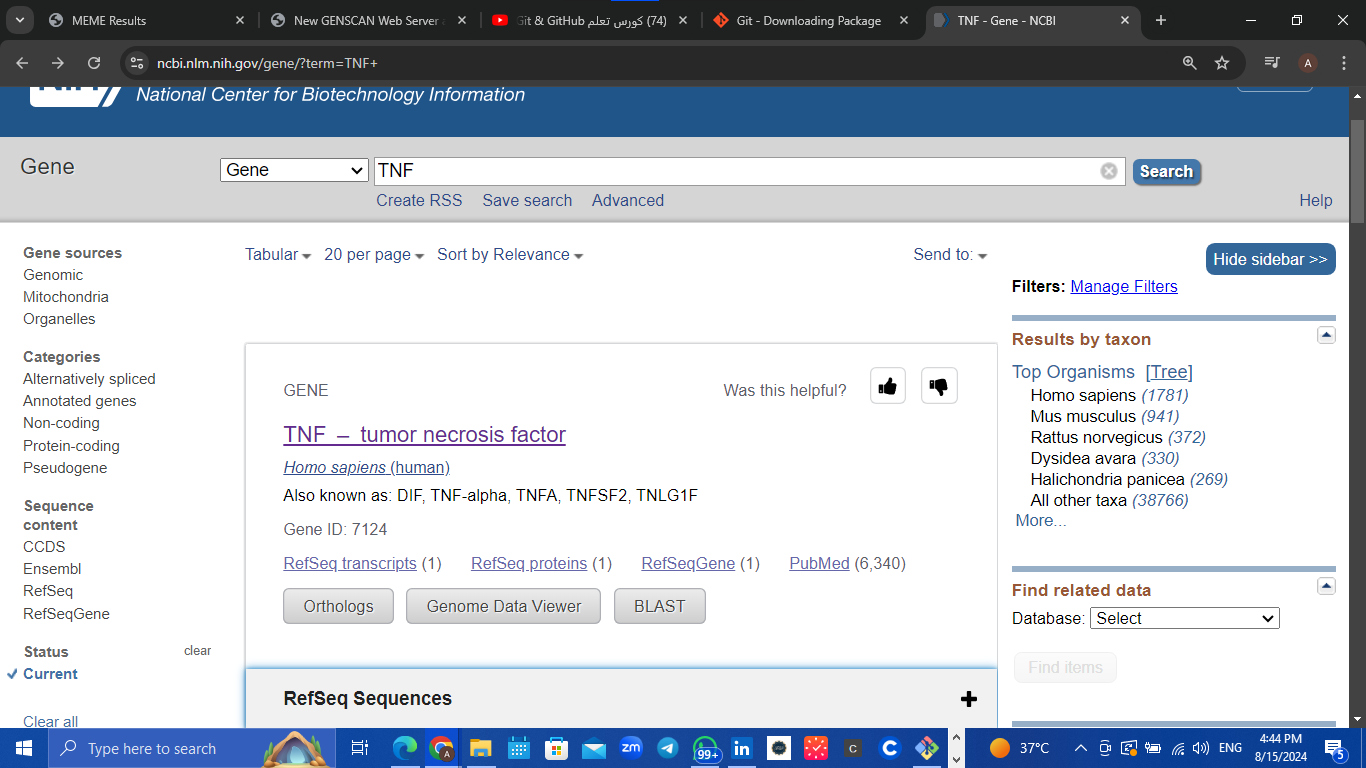 MEME Results
New GENSCAN Web Server a
(74) كورس تعلم Git & GitHub
Git - Downloading Package
TNF - Gene - NCBI
ncbi.nlm.nih.gov/gene/?term=TNF+
A
National Center for Biotechnology Information
Gene
Gene
TNF
Search
Create RSS
Save search
Advanced
Help
Gene sources
Genomic
Mitochondria
Organelles
Categories
Alternatively spliced
Annotated genes
Non-coding
Protein-coding
Pseudogene
Sequence
content
CCDS
Ensembl
RefSeq
RefSeqGene
Status
clear
Current
Clear all
Tabular
20 per page
Sort by Relevance
Send to:
GENE
Was this helpful?
TNF – tumor necrosis factor
Homo sapiens (human)
Also known as: DIF, TNF-alpha, TNFA, TNFSF2, TNLG1F
Gene ID: 7124
RefSeq transcripts (1)
RefSeq proteins (1)
RefSeqGene (1)
PubMed (6,340)
Orthologs
Genome Data Viewer
BLAST
RefSeq Sequences
Hide sidebar >>
Filters: Manage Filters
Results by taxon
Top Organisms [Tree]
Homo sapiens (1781)
Mus musculus (941)
Rattus norvegicus (372)
Dysidea avara (330)
Halichondria panicea (269)
All other taxa (38766)
More...
Find related data
Database: Select
Find items
Type here to search
A
zm
99+
in
C
C
37°C
ENG
4:44 PM
8/15/2024
5